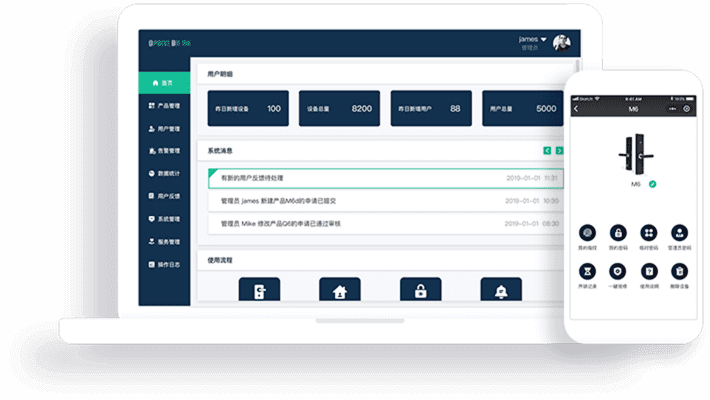 james
管理员
首页
产品管理
用户管理
告警管理
数据统计
用户反馈
系统管理
服务管理
操作日志
用户明细
昨日新增设备 100
设备总量 8200
昨日新增用户 88
用户总量 5000
系统消息
有新的用户反馈待处理 2019-01-01 11:31
管理员 james 新建产品M6d的申请已提交 2019-01-01 10:30
管理员 Mike 修改产品Q6的申请已通过审核 2019-01-01 08:30
使用流程
9:41 AM
100%
M6
M6
我的指纹 我的密码 临时密码 管理员密码
开锁记录 一键报修 使用说明 删除设备